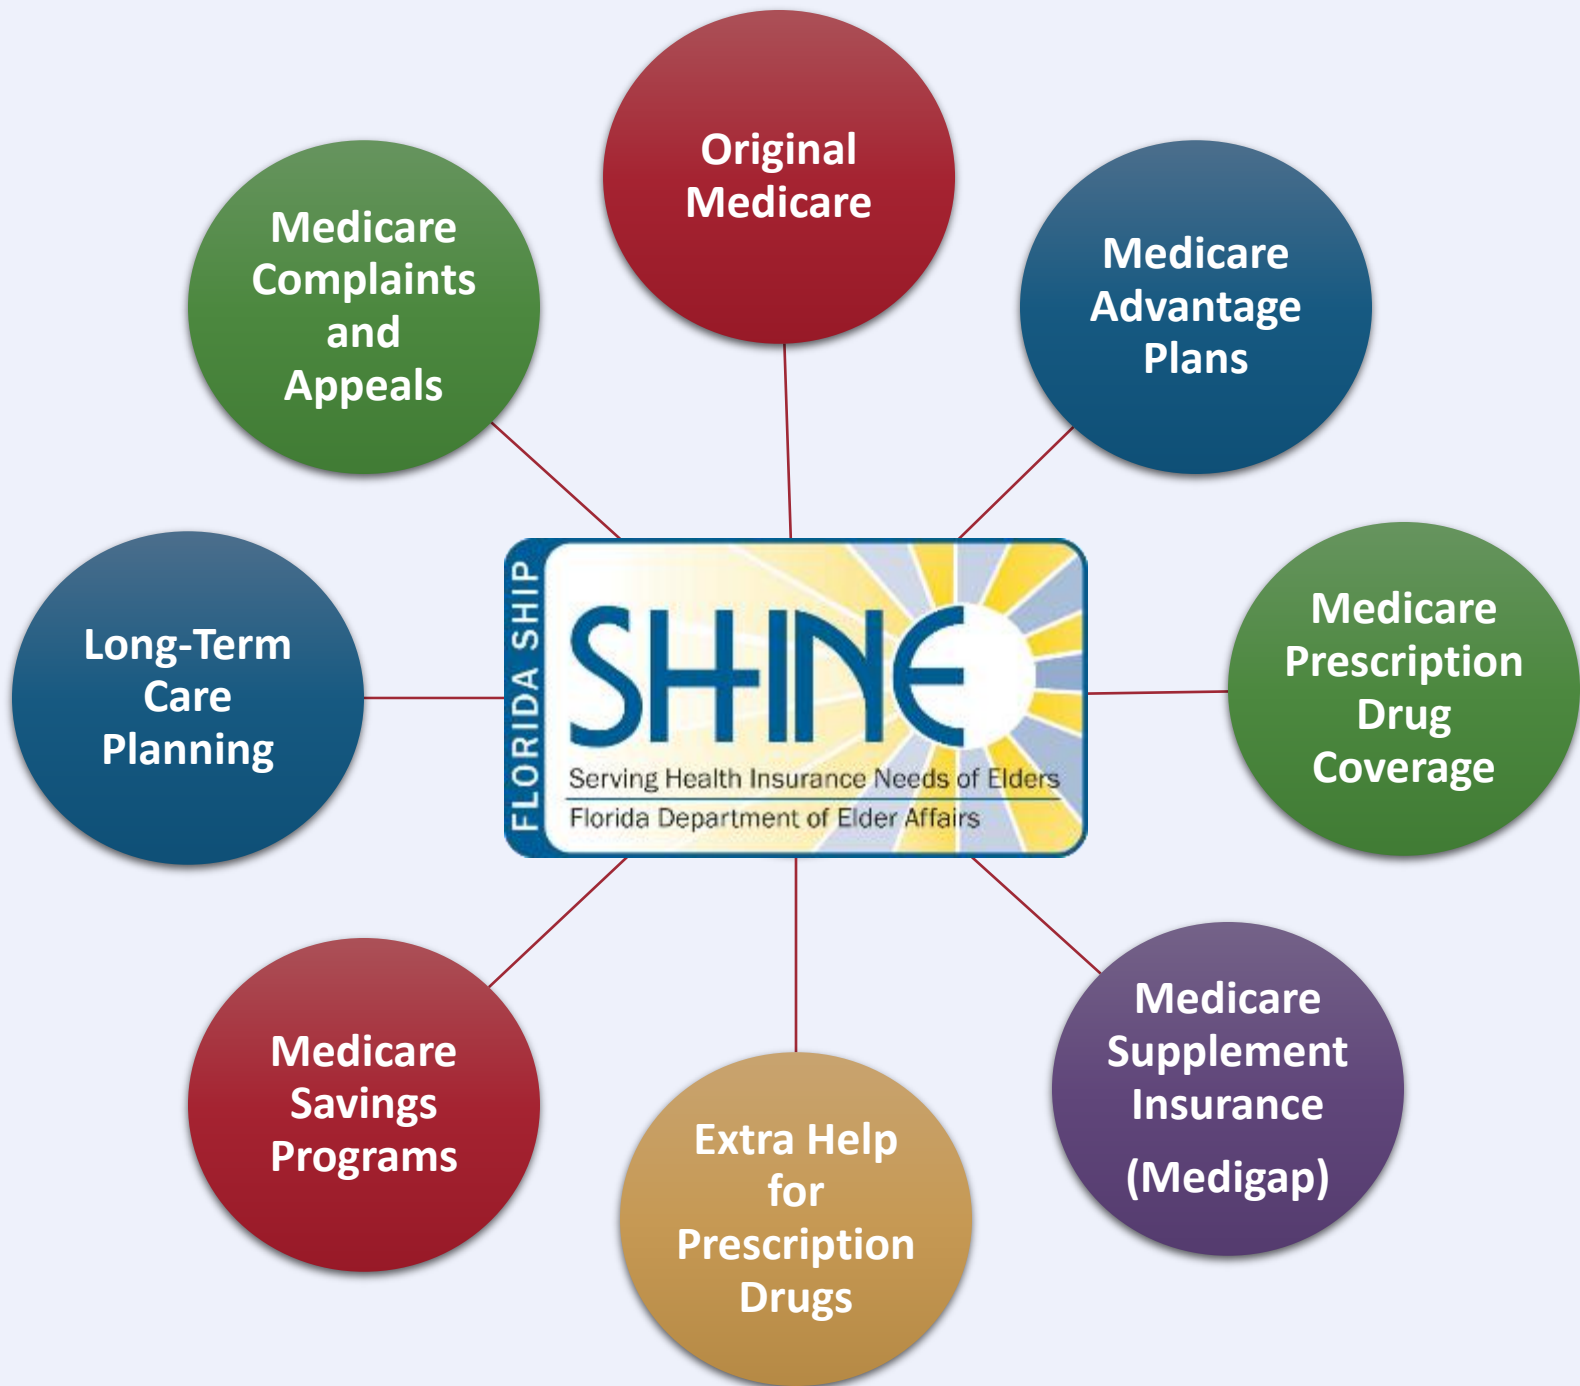 Original
Medicare
Medicare
Advantage
Plans
Medicare
Prescription
Drug
Coverage
Medicare
Supplement
Insurance
(Medigap)
Extra Help
for
Prescription
Drugs
Medicare
Savings
Programs
Long-Term
Care
Planning
Medicare
Complaints
and
Appeals
FLORIDA SHIP
SHINE
Serving Health Insurance Needs of Elders
Florida Department of Elder Affairs